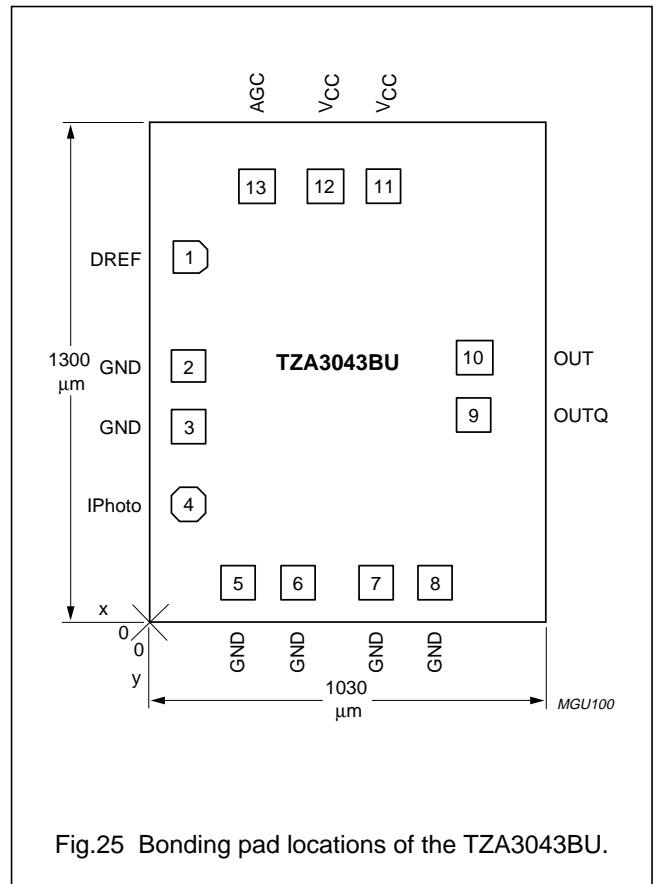 AGC
VCC
VCC
13
12
11
DREF
1
1300
μm
GND
2
TZA3043BU
10
OUT
GND
3
9
OUTQ
IPhoto
4
5
6
7
8
x
0
0
y
GND
GND
GND
GND
1030
μm
MGU100
Fig.25 Bonding pad locations of the TZA3043BU.